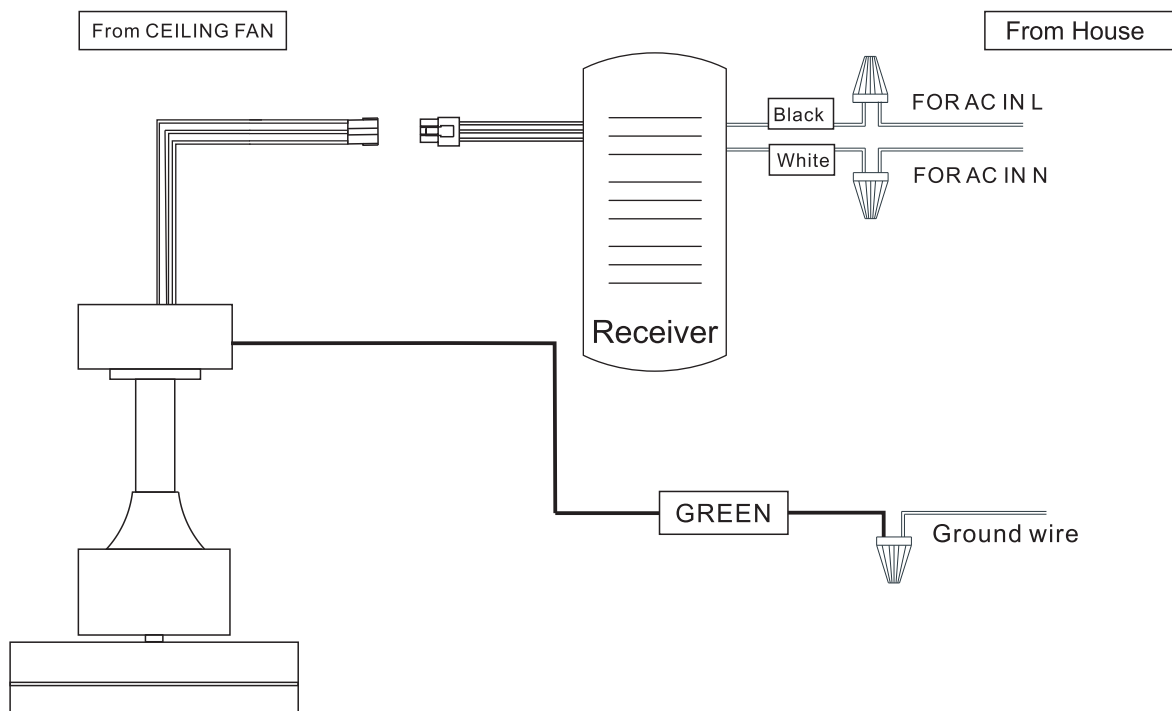 From CEILING FAN
From House
Black
FOR AC IN L
White
FOR AC IN N
Receiver
GREEN
Ground wire